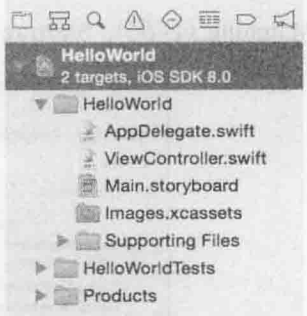 HelloWorld
2 targets, iOS SDK 8.0
HelloWorld
AppDelegate.swift
ViewController.swift
Main.storyboard
Images.xcassets
Supporting Files
HelloWorldTests
Products